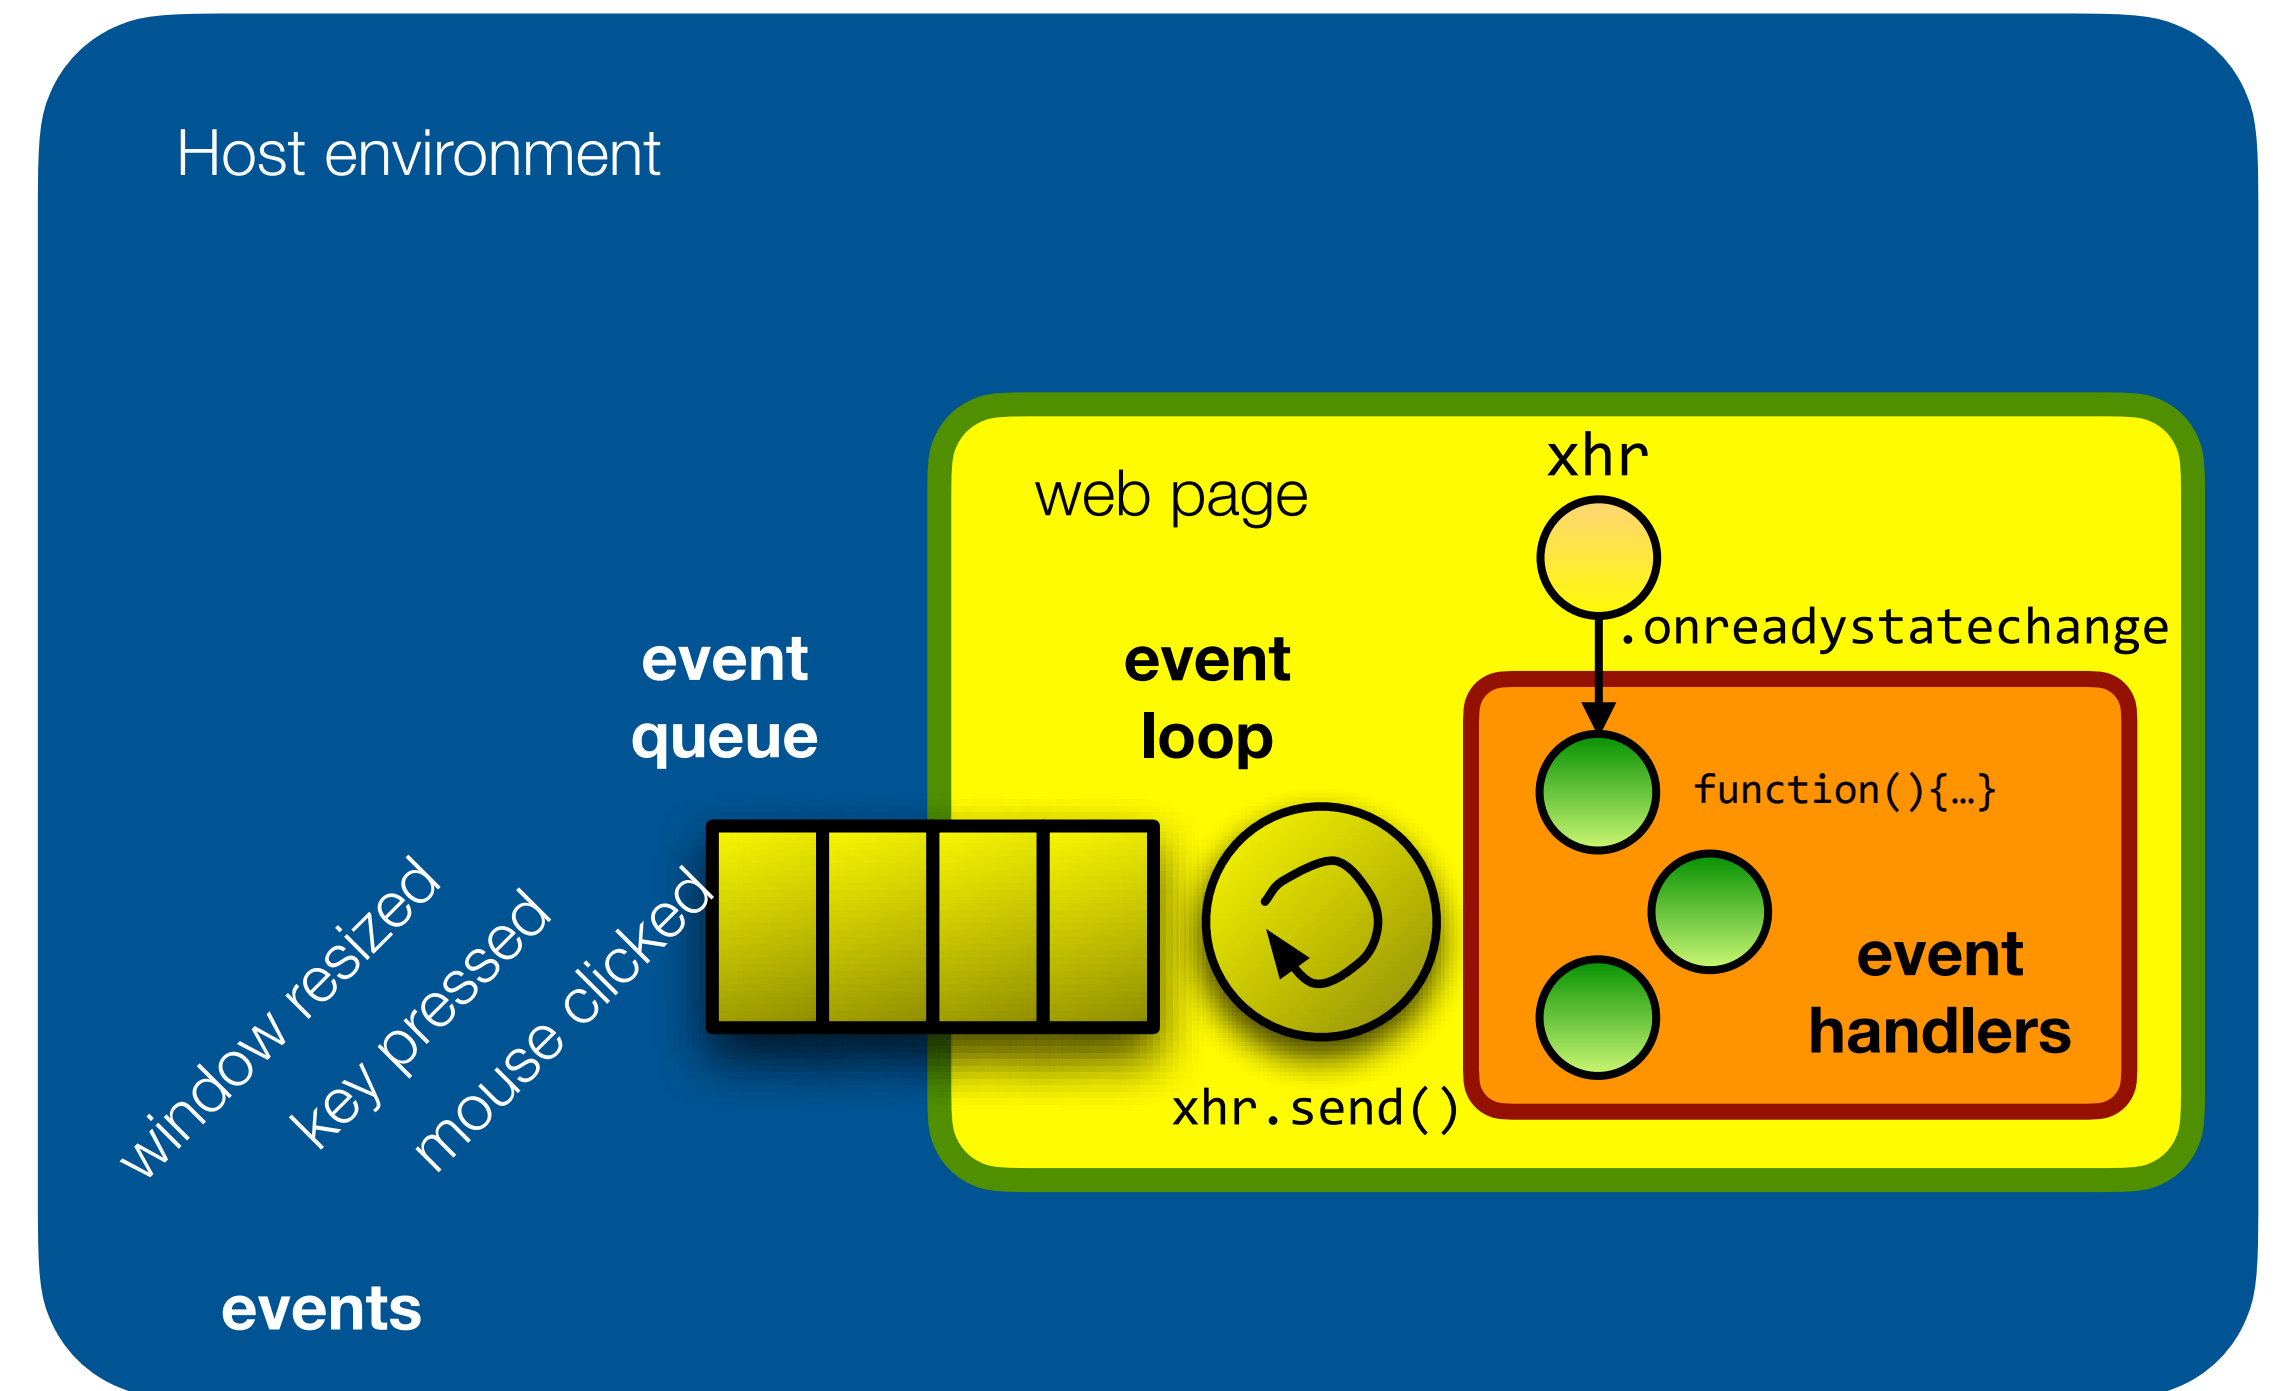 Host environment
web page
xhr
.onreadystatechange
event
queue
event
loop
function(){…}
event
handlers
window resized
key pressed
mouse clicked
xhr.send()
events